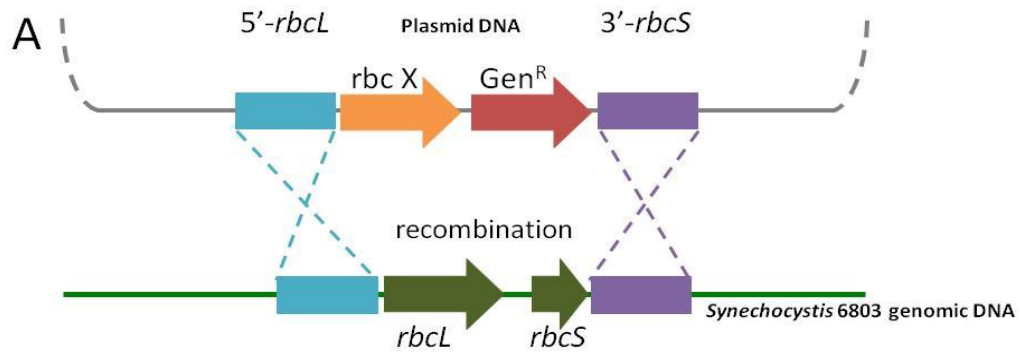 A
5'-rbcL Plasmid DNA 3'-rbcS
rbc X GenR
recombination
Synechocystis 6803 genomic DNA
rbcL rbcS